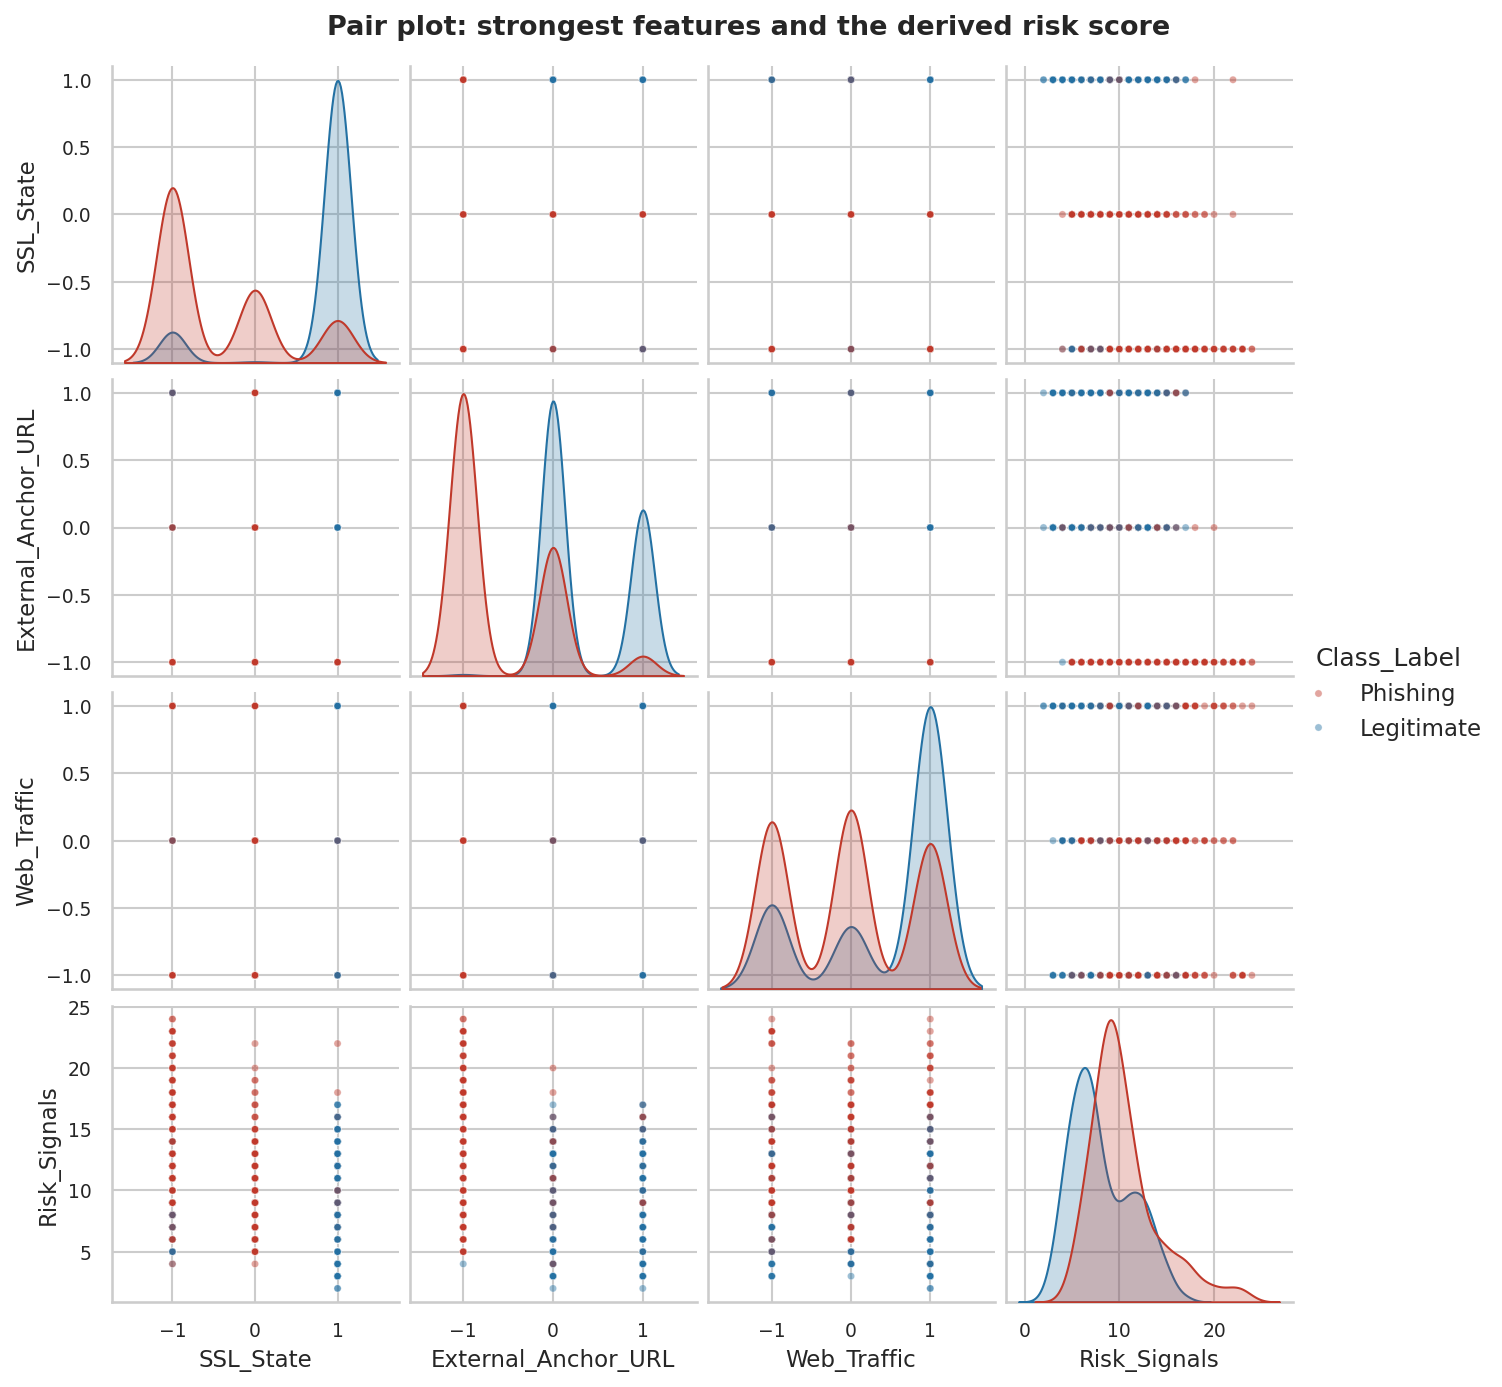 Pair plot: strongest features and the derived risk score
1.0
0.5
0.0
−0.5
−1.0
SSL_State
1.0
0.5
0.0
−0.5
−1.0
External_Anchor_URL
Class_Label
Phishing
Legitimate
1.0
0.5
0.0
−0.5
−1.0
Web_Traffic
25
20
15
10
5
Risk_Signals
−1 0 1
−1 0 1
−1 0 1
0 10 20
SSL_State
External_Anchor_URL
Web_Traffic
Risk_Signals